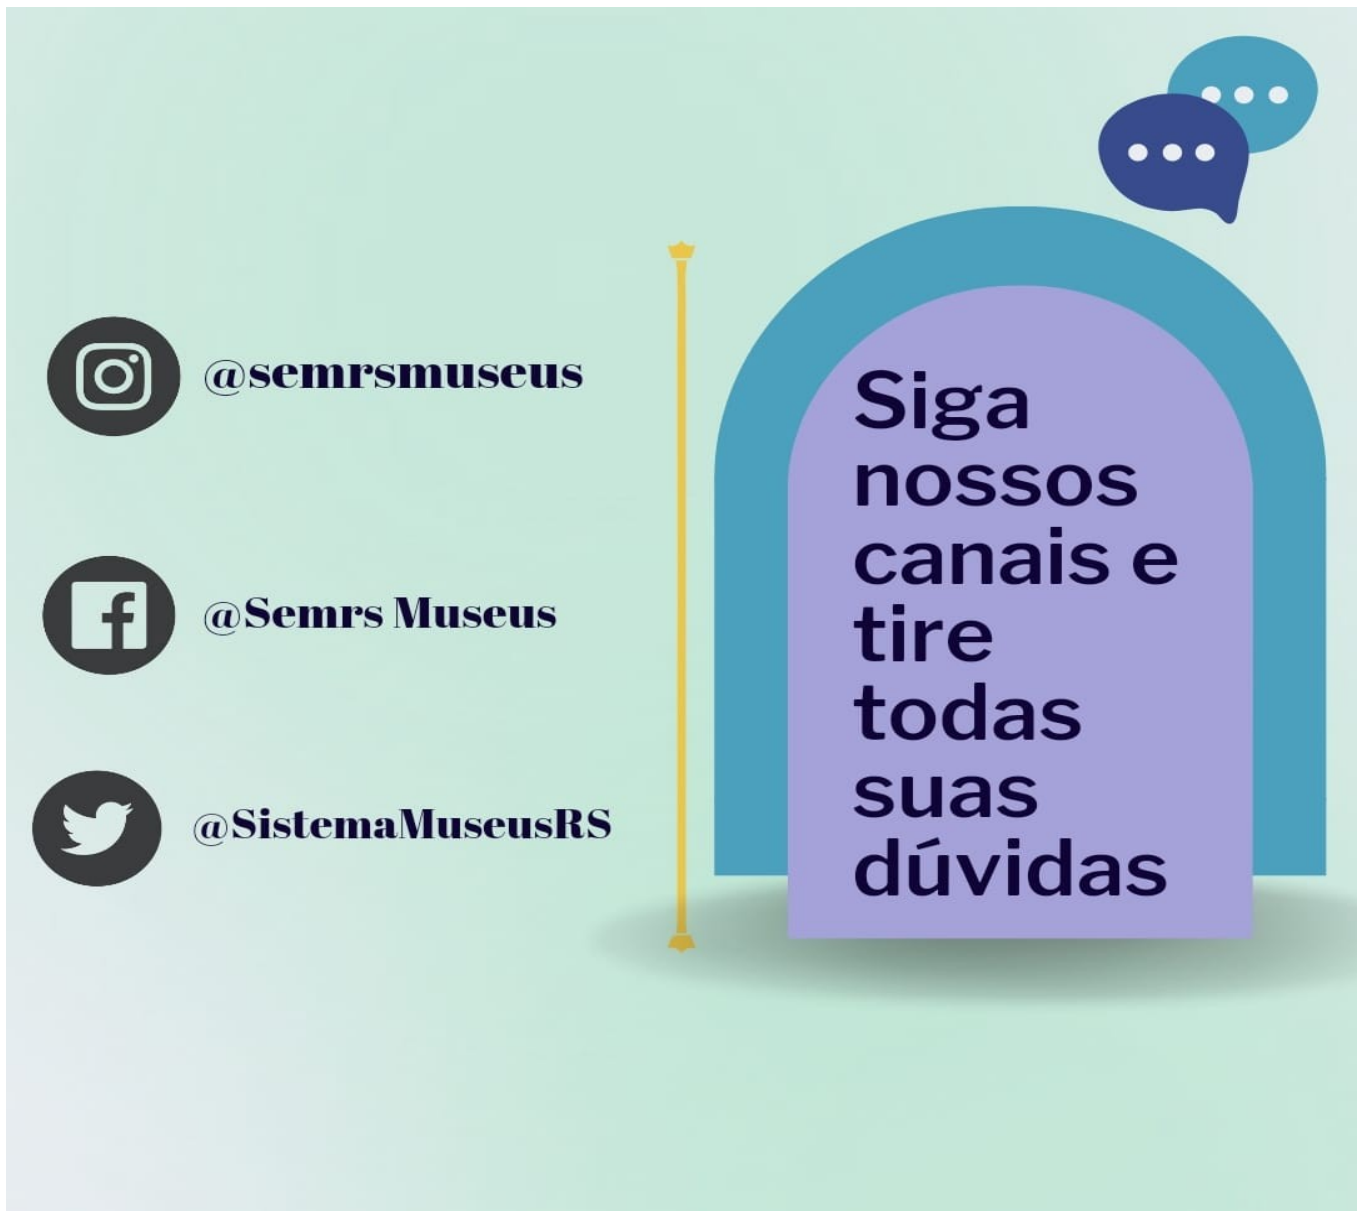 @semrsmuseus
@Semrs Museus
@SistemaMuseusRS
Siga
nossos
canais e
tire
todas
suas
dúvidas